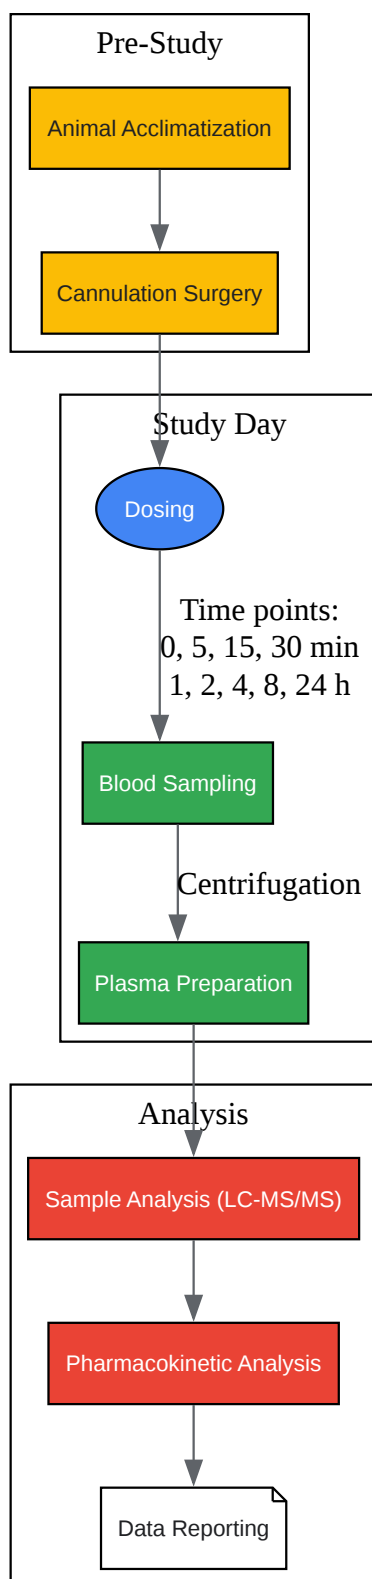 Pre-Study
Animal Acclimatization
Cannulation Surgery
Study Day
Dosing
Time points:
0, 5, 15, 30 min
1, 2, 4, 8, 24 h
Blood Sampling
Centrifugation
Plasma Preparation
Analysis
Sample Analysis (LC-MS/MS)
Pharmacokinetic Analysis
Data Reporting